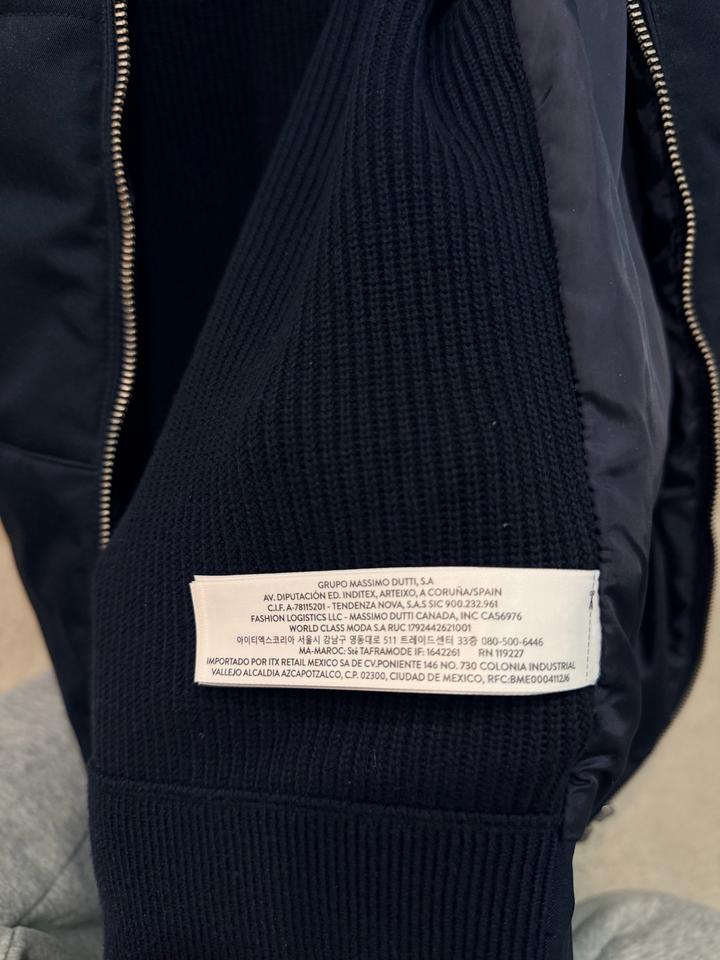 GRUPO MASSIMO DUTTI, S.A
AV. DIPUTACIÓN ED. INDITEX, ARTEIXO, A CORUÑA/SPAIN
C.I.F. A-78115201 - TENDENZA NOVA, S.A.S SIC 900.232.961
FASHION LOGISTICS LLC - MASSIMO DUTTI CANADA, INC CA56976
WORLD CLASS MODA S.A RUC 1792442621001
아이티엑스코리아 서울시 강남구 영동대로 511 트레이드센터 33층 080-500-6446
MA-MAROC: Sté TAFRAMODE IF: 1642261 RN 119227
IMPORTADO POR ITX RETAIL MEXICO SA DE CV.PONIENTE 146 NO. 730 COLONIA INDUSTRIAL
VALLEJO ALCALDIA AZCAPOTZALCO, C.P. 02300, CIUDAD DE MEXICO, RFC:BME0004112J6